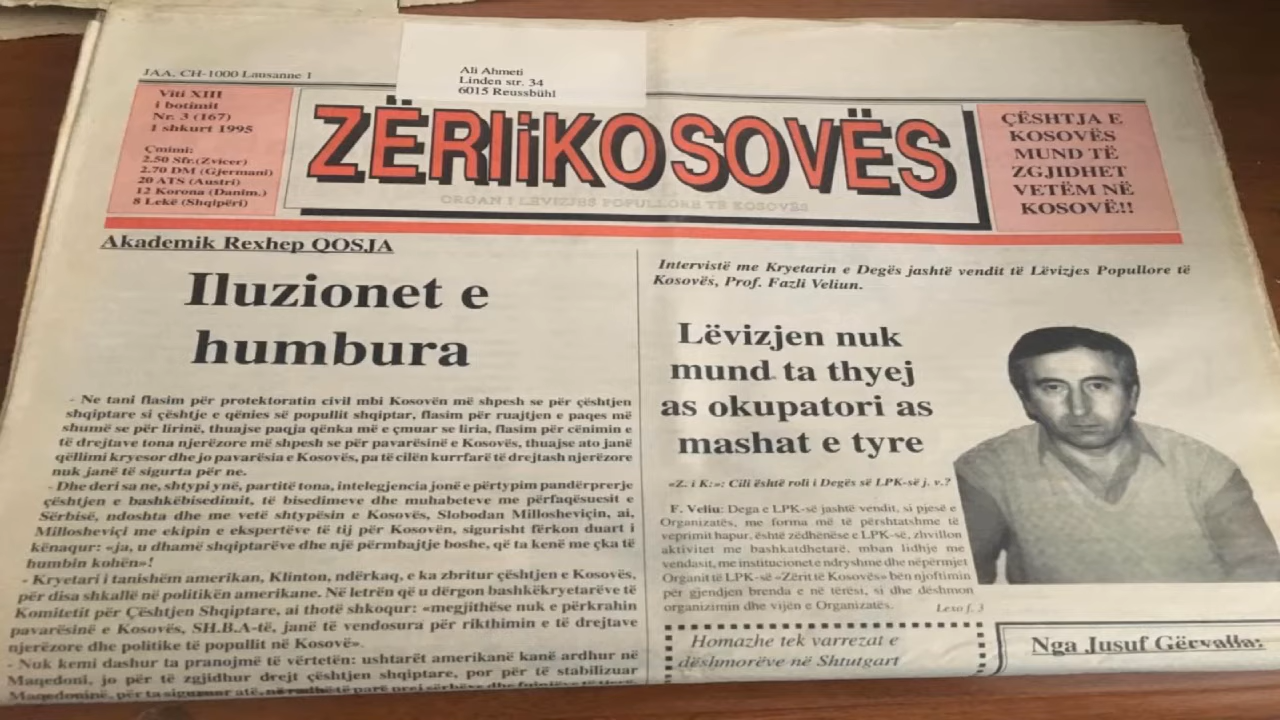 JAA, CH-1000 Lausanne 1
Ali Ahmeti
Linden str. 34
6015 Reussbühl
Viti XIII
i botimit
Nr. 3 (167)
1 shkurt 1995
Çmimi:
2.50 Sfr.(Zvicer)
2.70 DM (Gjermani)
20 ATS (Austri)
12 Korona (Danim.)
8 Lekë (Shqipëri)
ZËRI i KOSOVËS
ORGAN I LËVIZJES POPULLORE TË KOSOVËS
ÇËSHTJA E
KOSOVËS
MUND TË
ZGJIDHET
VETËM NË
KOSOVË!!
Akademik Rexhep QOSJA
Iluzionet e
humbura
- Ne tani flasim për protektoratin civil mbi Kosovën më shpesh se për çështjen
shqiptare si çështje e qënies së popullit shqiptar, flasim për ruajtjen e paqes më
shumë se për lirinë, thuajse paqja qënka më e çmuar se liria, flasim për cënimin e
të drejtave tona njerëzore më shpesh se për pavarësinë e Kosovës, thuajse ato janë
qëllimi kryesor dhe jo pavarësia e Kosovës, pa të cilën kurrfarë të drejtash njerëzore
nuk janë të sigurta për ne.
- Dhe deri sa ne, shtypi ynë, partitë tona, intelegjencia jonë e përtypim pandërprerje
çështjen e bashkëbisedimit, të bisedimeve dhe muhabeteve me përfaqësuesit e
Sërbisë, ndoshta dhe me vetë shtypësin e Kosovës, Slobodan Millosheviçin, ai,
Millosheviçi me ekipin e ekspertëve të tij për Kosovën, sigurisht fërkon duart i
kënaqur: «ja, u dhamë shqiptarëve dhe një përmbajtje boshe, që ta kenë me çka të
humbin kohën»!
- Kryetari i tanishëm amerikan, Klinton, ndërkaq, e ka zbritur çështjen e Kosovës,
për disa shkallë në politikën amerikane. Në letrën që u dërgon bashkëkryetarëve të
Komitetit për Çështjen Shqiptare, ai thotë shkoqur: «megjithëse nuk e përkrahin
pavarësinë e Kosovës, SH.B.A-të, janë të vendosura për rikthimin e të drejtave
njerëzore dhe politike të popullit në Kosovë».
- Nuk kemi dashur ta pranojmë të vërtetën: ushtarët amerikanë kanë ardhur në
Maqedoni, jo për të zgjidhur drejt çështjen shqiptare, por për të stabilizuar
Maqedoninë, për ta siguruar atë, në radhë të parë prej sërbëve dhe
Intervistë me Kryetarin e Degës jashtë vendit të Lëvizjes Popullore të
Kosovës, Prof. Fazli Veliun.
Lëvizjen nuk
mund ta thyej
as okupatori as
mashat e tyre
«Z. i K:»: Cili është roli i Degës së LPK-së j. v.?
F. Veliu: Dega e LPK-së jashtë vendit, si pjesë e
Organizatës, me forma më të përshtatshme të
veprimit hapur, është zëdhënëse e LPK-së, zhvillon
aktivitet me bashkatdhetarë, mban lidhje me
vendasit, me institucionet e ndryshme dhe nëpërmjet
Organit të LPK-së «Zërit të Kosovës» bën njoftimin
për gjendjen brenda e në tërësi, si dhe dësmon
organizimin dhe vijën e Organizatës.
Lexo f. 3
Homazhe tek varrezat e
dëshmorëve në Shtutgart
Nga Jusuf Gërvalla: